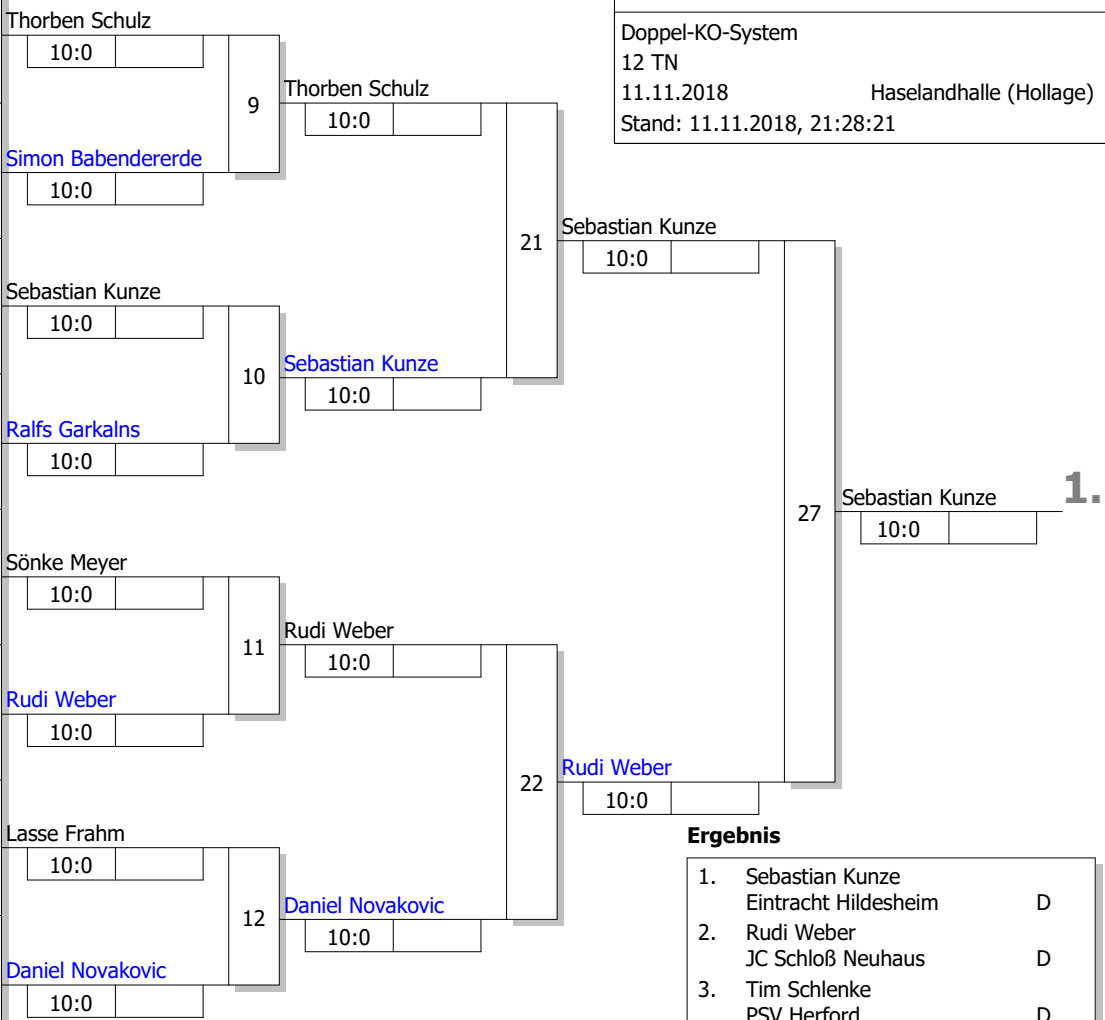 Doppel-KO-System
12 TN
11.11.2018 Haselandhalle (Hollage)
Stand: 11.11.2018, 21:28:21
Thorben Schulz
10:0
9
Simon Babendererde
10:0
Thorben Schulz
10:0
Sebastian Kunze
10:0
10
Ralfs Garkalns
10:0
Sebastian Kunze
10:0
21
Sebastian Kunze
10:0
Sönke Meyer
10:0
11
Rudi Weber
10:0
Rudi Weber
10:0
Lasse Frahm
10:0
12
Daniel Novakovic
10:0
Daniel Novakovic
10:0
22
Rudi Weber
10:0
27
Sebastian Kunze
10:0
1.
Ergebnis
1. Sebastian Kunze
Eintracht Hildesheim D
2. Rudi Weber
JC Schloß Neuhaus D
3. Tim Schlenke
PSV Herford D